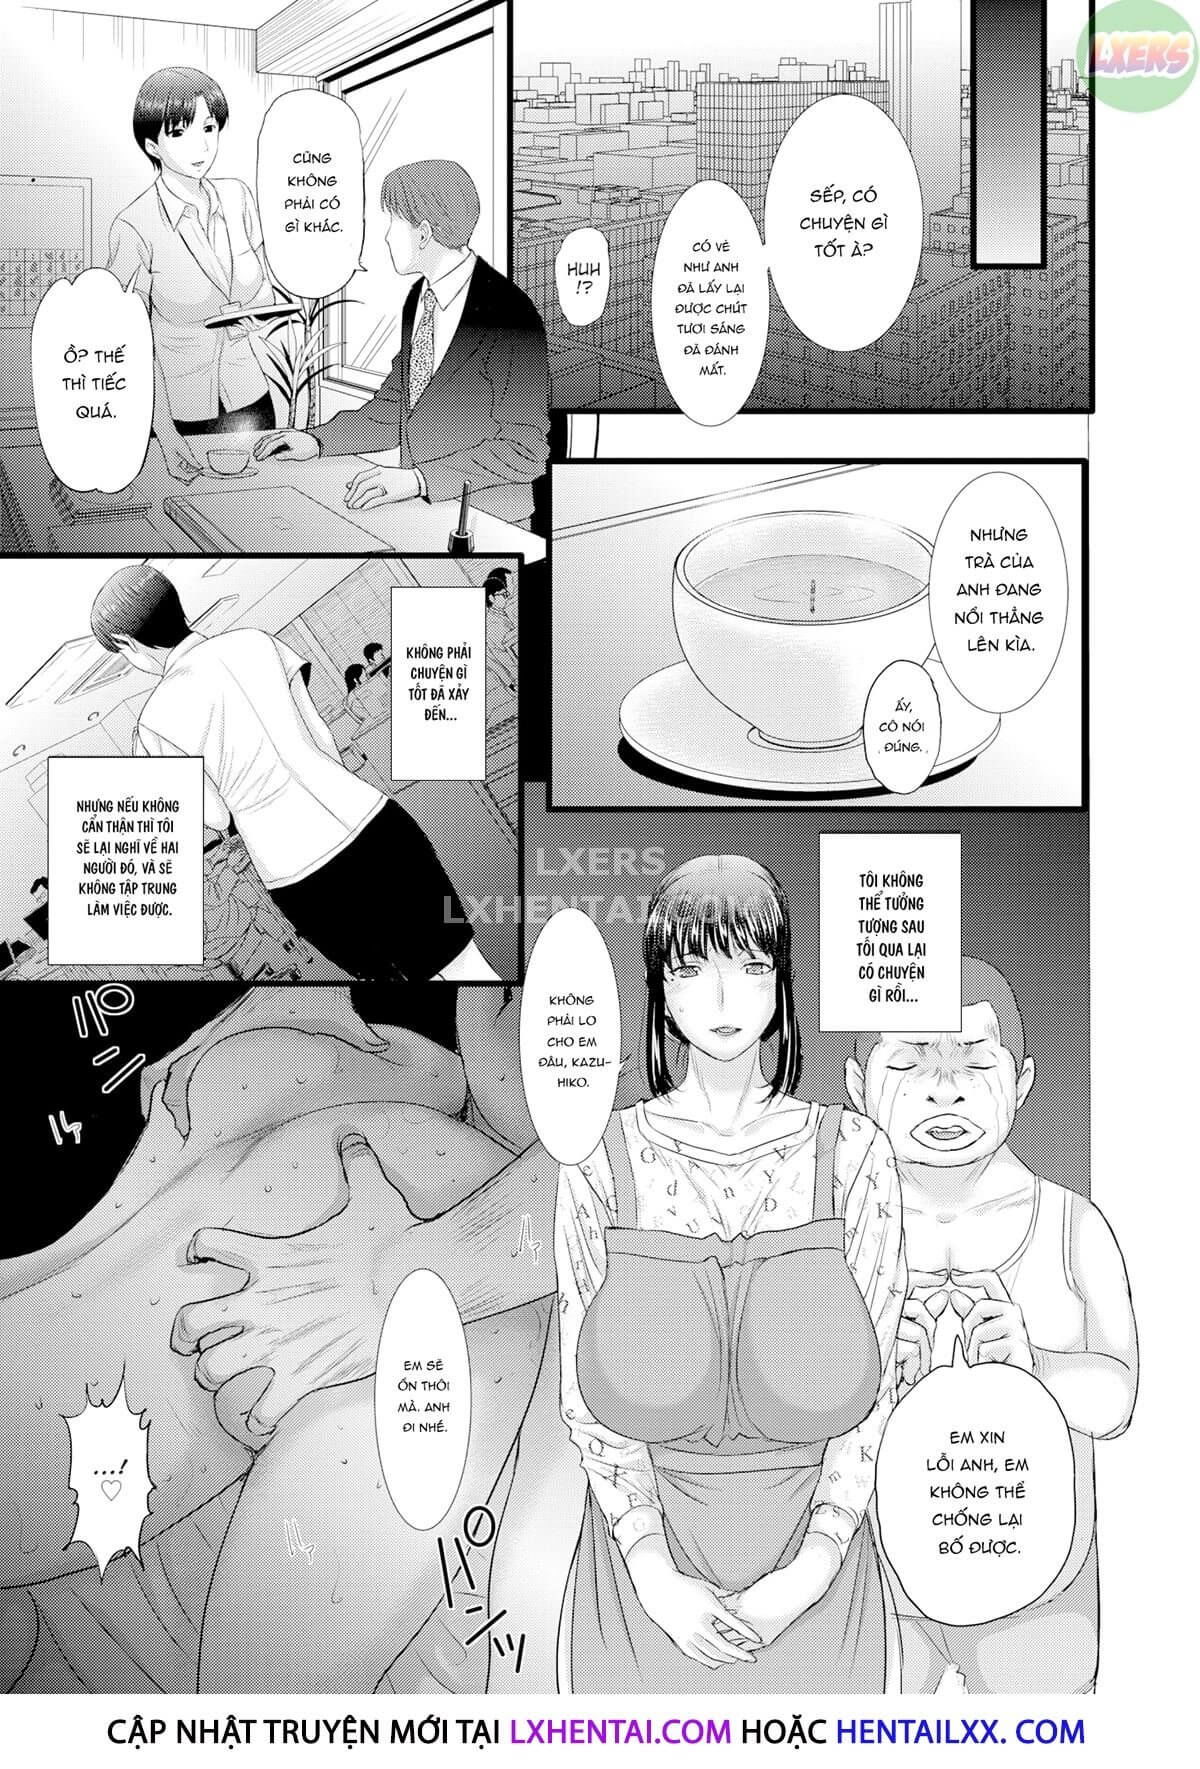 LXERS
SẾP, CÓ
CHUYỆN GÌ
TỐT À?
CÓ VẺ
NHƯ ANH
ĐÃ LẤY LẠI
ĐƯỢC CHÚT
TƯƠI SÁNG
ĐÃ ĐÁNH
MẤT.
HUH
!?
CŨNG
KHÔNG
PHẢI CÓ
GÌ KHÁC.
Ồ? THẾ
THÌ TIẾC
QUÁ.
NHƯNG
TRÀ CỦA
ANH ĐANG
NỔI THẲNG
LÊN KÌA.
ẤY,
CÔ NÓI
ĐÚNG.
KHÔNG PHẢI
CHUYỆN GÌ
TỐT ĐÃ XẢY
ĐẾN...
NHƯNG NẾU KHÔNG
CẨN THẬN THÌ TÔI
SẼ LẠI NGHĨ VỀ HAI
NGƯỜI ĐÓ, VÀ SẼ
KHÔNG TẬP TRUNG
LÀM VIỆC ĐƯỢC.
LXERS
LXHENTAI.COM
TÔI KHÔNG
THỂ TƯỞNG
TƯỢNG SAU
TỐI QUA LẠI
CÓ CHUYỆN
GÌ RỒI...
KHÔNG
PHẢI LO
CHO EM
ĐÂU, KAZU-
HIKO.
EM SẼ
ỔN THÔI
MÀ. ANH
ĐI NHÉ.
EM XIN
LỖI ANH, EM
KHÔNG THỂ
CHỐNG LẠI
BỐ ĐƯỢC.
...!
♡
パン
パンッ
CẬP NHẬT TRUYỆN MỚI TẠI LXHENTAI.COM HOẶC HENTAILXX. COM